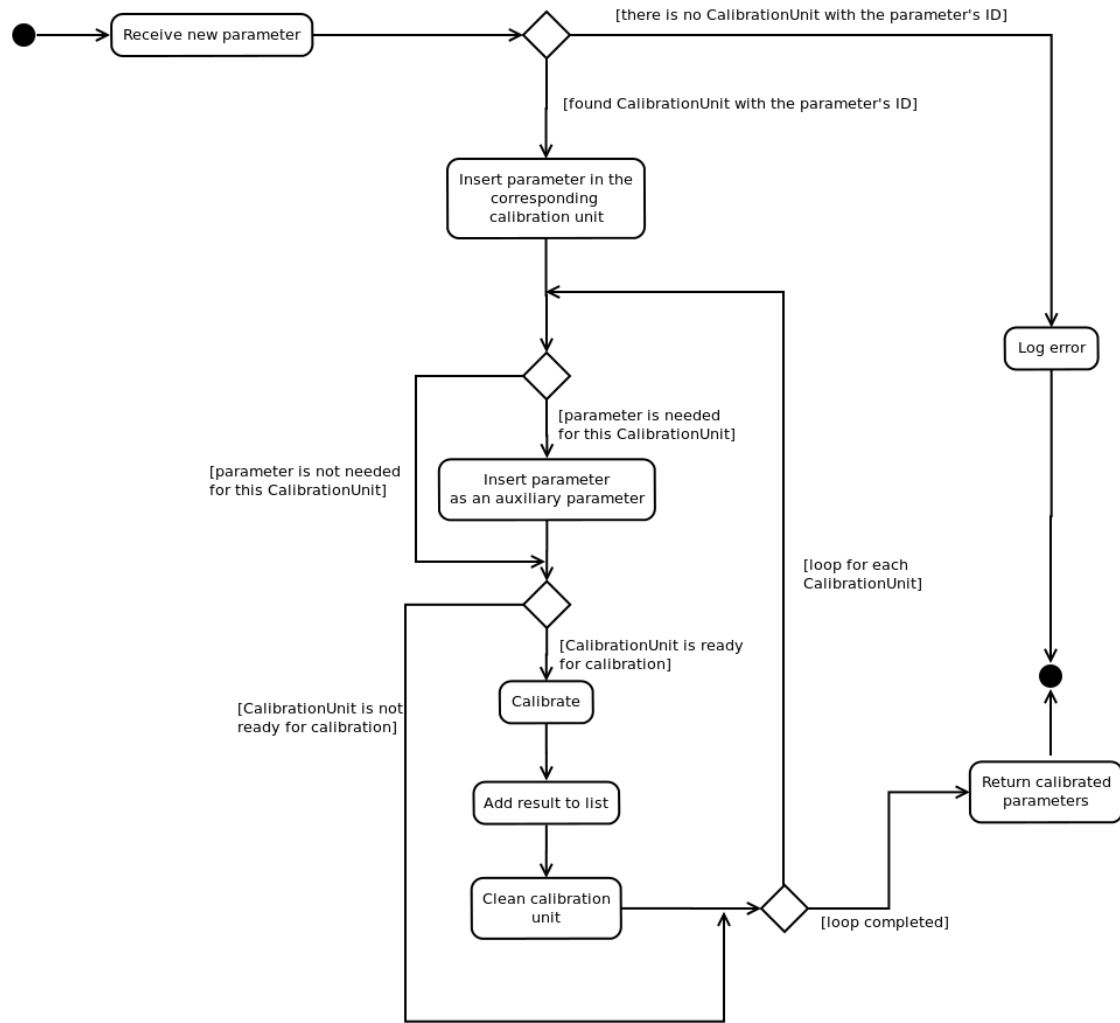 [there is no CalibrationUnit with the parameter's ID]
Receive new parameter
[found CalibrationUnit with the parameter's ID]
Insert parameter in the
corresponding
calibration unit
Log error
[parameter is needed
for this CalibrationUnit]
[parameter is not needed
for this CalibrationUnit]
Insert parameter
as an auxiliary parameter
[loop for each
CalibrationUnit]
[CalibrationUnit is ready
for calibration]
[CalibrationUnit is not
ready for calibration]
Calibrate
Return calibrated
parameters
Add result to list
Clean calibration
unit
[loop completed]